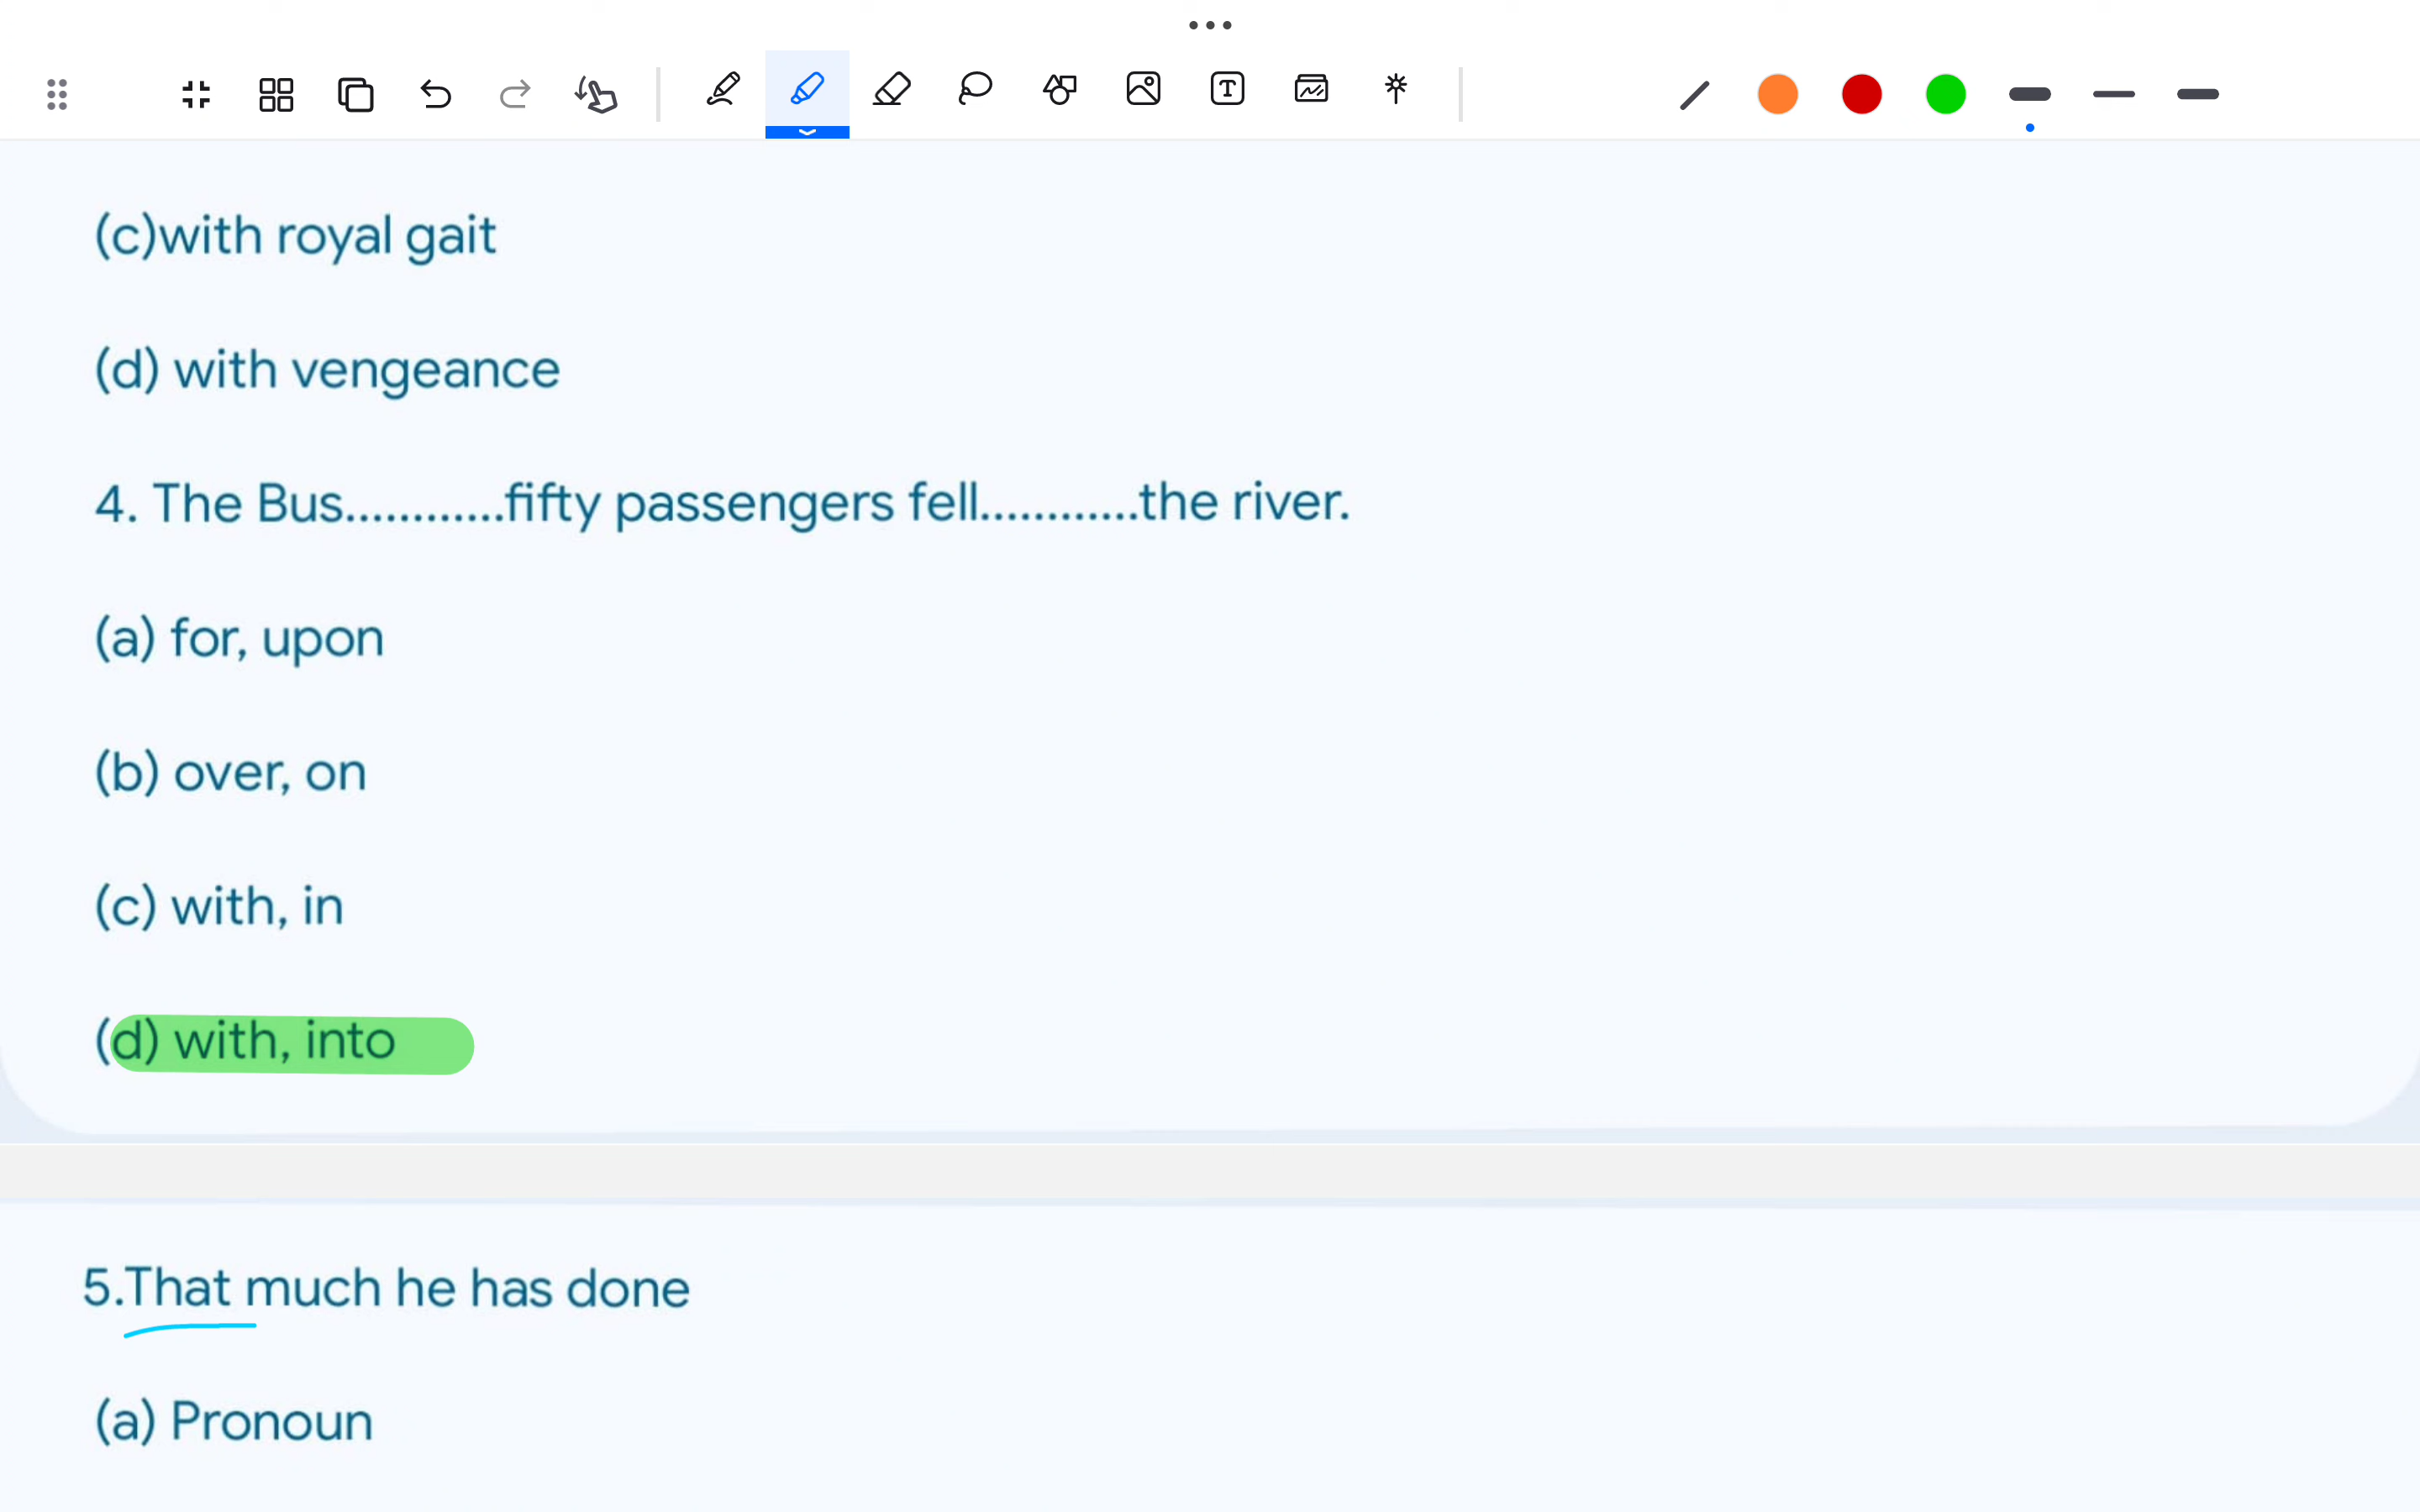 (c)with royal gait
(d) with vengeance
4. The Bus............fifty passengers fell............the river.
(a) for, upon
(b) over, on
(c) with, in
(d) with, into
5.That much he has done
(a) Pronoun